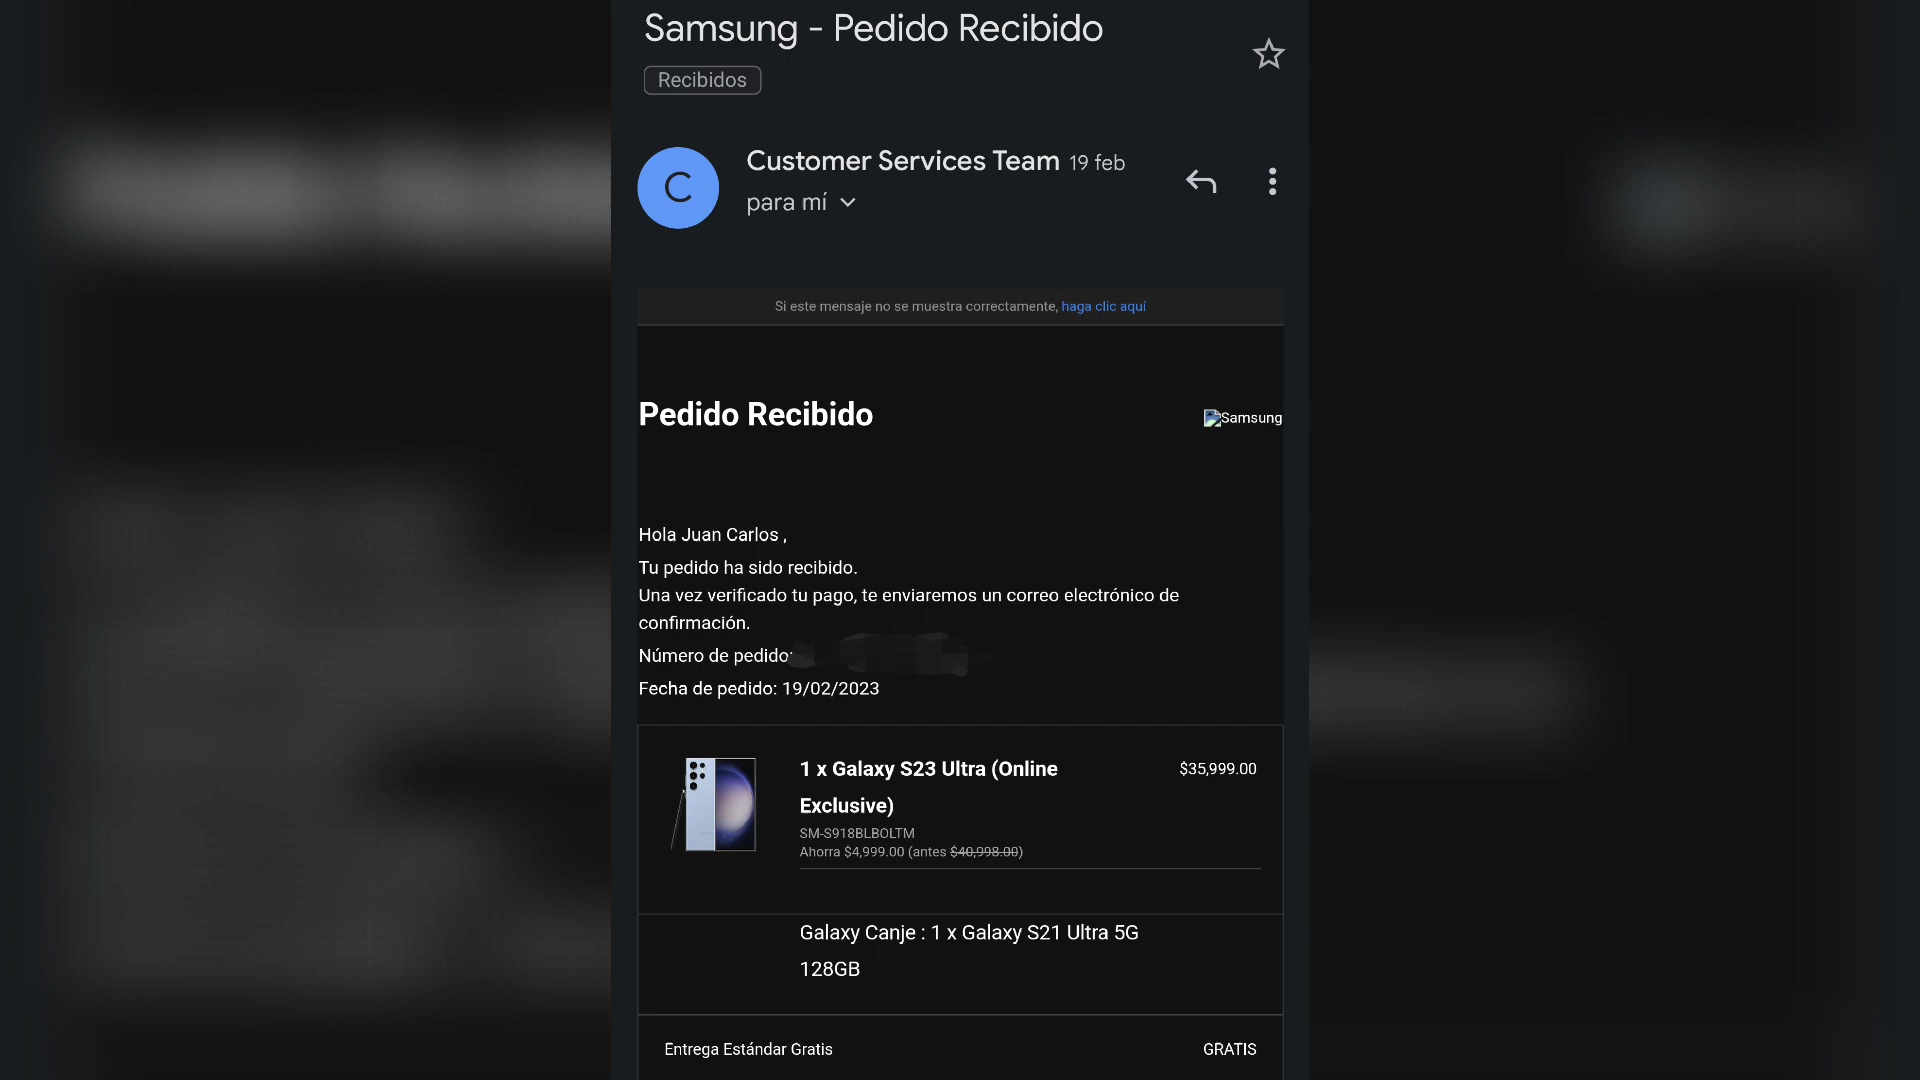 Samsung - Pedido Recibido
Recibidos
C
Customer Services Team 19 feb
para mí
Si este mensaje no se muestra correctamente, haga clic aquí
Pedido Recibido
Samsung
Hola Juan Carlos ,
Tu pedido ha sido recibido.
Una vez verificado tu pago, te enviaremos un correo electrónico de
confirmación.
Número de pedido:
Fecha de pedido: 19/02/2023
1 x Galaxy S23 Ultra (Online $35,999.00
Exclusive)
SM-S918BLBOLTM
Ahorra $4,999.00 (antes $40,998.00)
Galaxy Canje : 1 x Galaxy S21 Ultra 5G
128GB
Entrega Estándar Gratis GRATIS